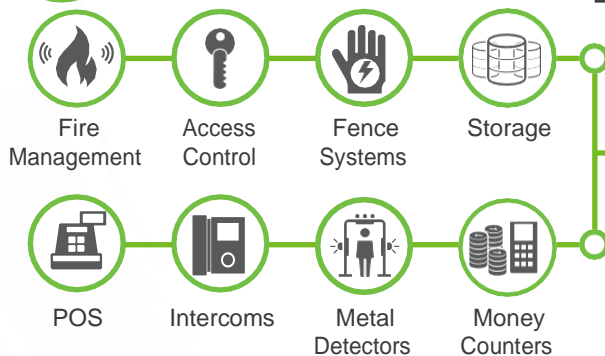 Fire
Management
Access
Control
Fence
Systems
Storage
POS
Intercoms
Metal
Detectors
Money
Counters